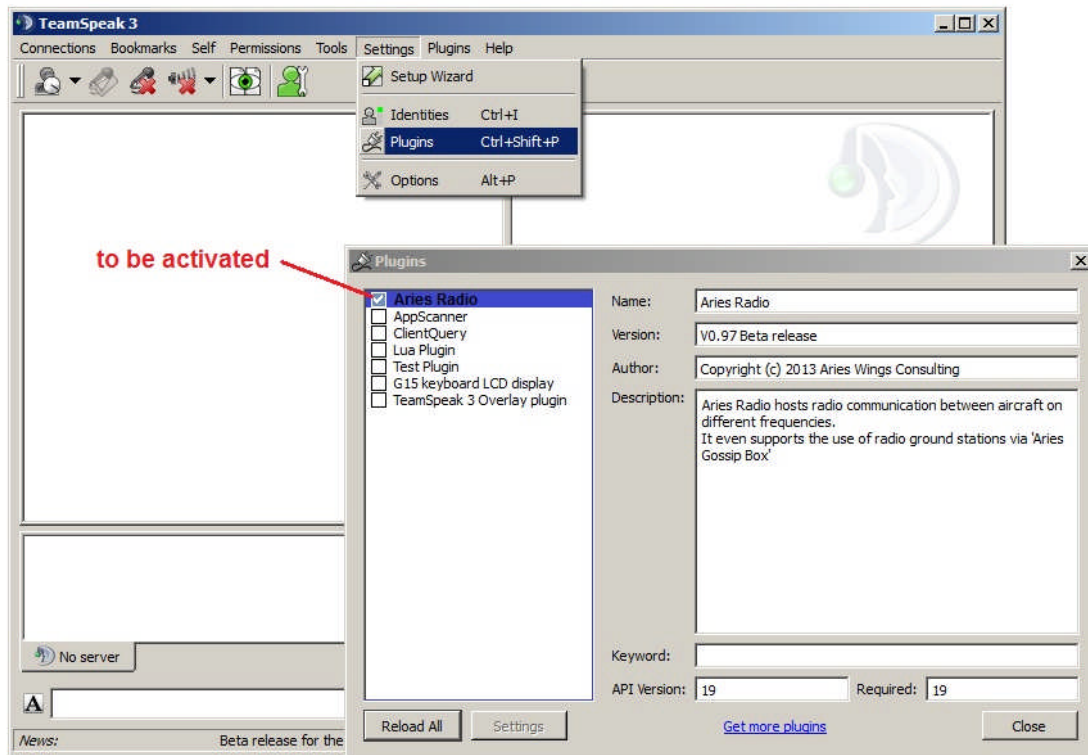 TeamSpeak 3
Connections Bookmarks Self Permissions Tools Settings Plugins Help
Setup Wizard
Identities Ctrl+I
Plugins Ctrl+Shift+P
Options Alt+P
to be activated
Plugins
Aries Radio
AppScanner
ClientQuery
Lua Plugin
Test Plugin
G15 keyboard LCD display
TeamSpeak 3 Overlay plugin
Name: Aries Radio
Version: V0.97 Beta release
Author: Copyright (c) 2013 Aries Wings Consulting
Description: Aries Radio hosts radio communication between aircraft on
different frequencies.
It even supports the use of radio ground stations via 'Aries
Gossip Box'
Keyword:
API Version: 19 Required: 19
Reload All Settings Get more plugins Close
No server
A
News: Beta release for the